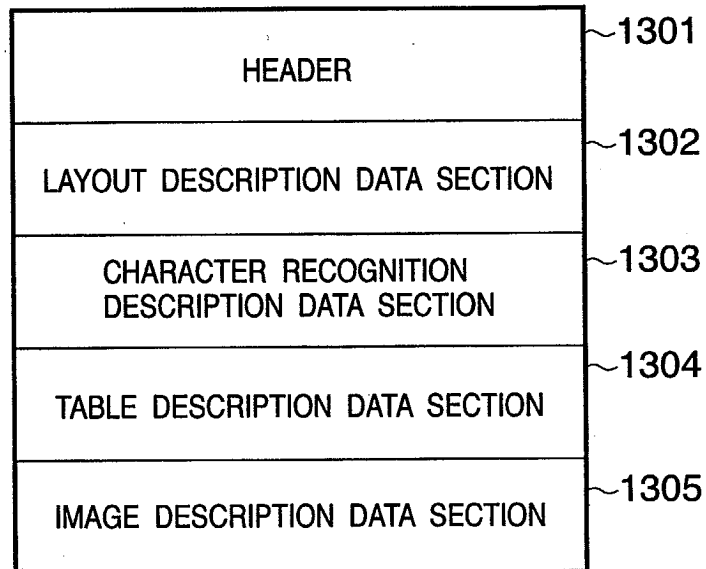 HEADER
~1301
LAYOUT DESCRIPTION DATA SECTION
~1302
CHARACTER RECOGNITION
DESCRIPTION DATA SECTION
~1303
TABLE DESCRIPTION DATA SECTION
~1304
IMAGE DESCRIPTION DATA SECTION
~1305